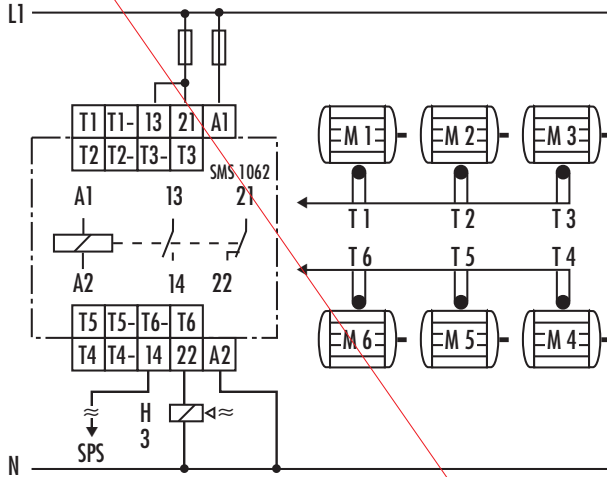 L1
T1 T1- 13 21 A1
T2 T2- T3- T3
SMS 1062
A1 13 21
A2 14 22
T5 T5- T6- T6
T4 T4- 14 22 A2
≈ H 3 ≈
SPS
N
M 1 M 2 M 3
T 1 T 2 T 3
T 6 T 5 T 4
M 6 M 5 M 4